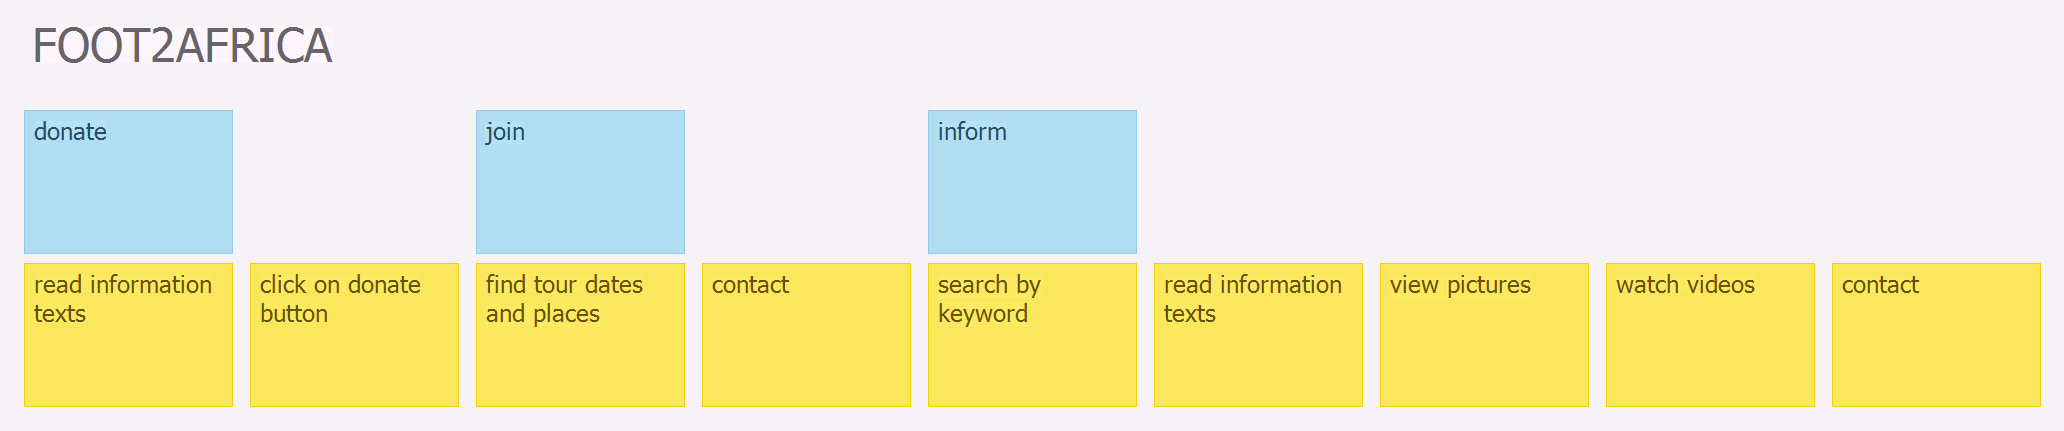 FOOT2AFRICA
donate
join
inform
read information
texts
click on donate
button
find tour dates
and places
contact
search by
keyword
read information
texts
view pictures
watch videos
contact